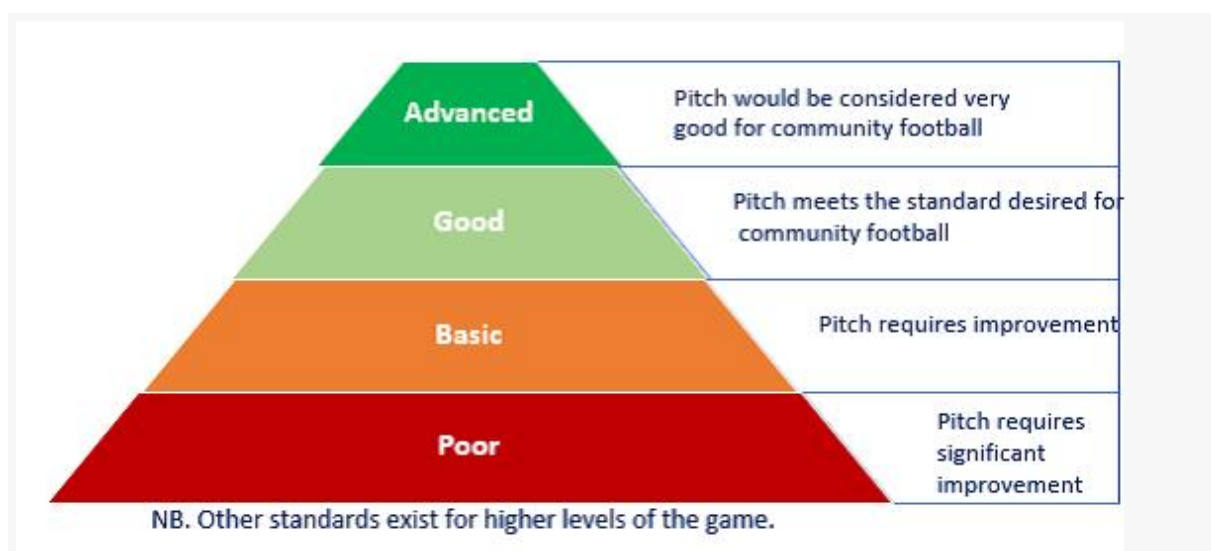 Advanced
Pitch would be considered very
good for community football
Good
Pitch meets the standard desired for
community football
Basic
Pitch requires improvement
Poor
Pitch requires
significant
improvement
NB. Other standards exist for higher levels of the game.